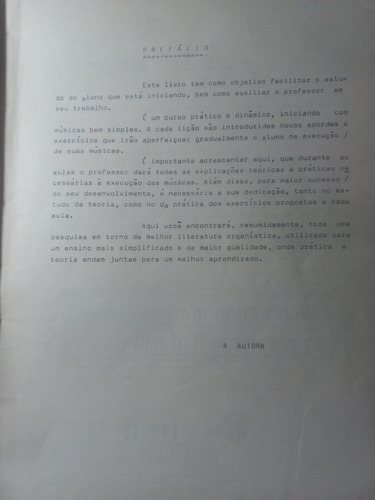 PREFÁCIO
Este livro tem como objetivo facilitar o estu-
do do aluno que está iniciando, bem como auxiliar o professor em
seu trabalho.
É um curso prático e dinâmico, iniciando com
músicas bem simples. A cada lição são introdusidos novos acordes e
exercícios que irão aperfeiçoar gradualmente o aluno na execução /
de suas músicas.
É importante acrescentar aqui, que durante as
aulas o professor dará todas as explicações teóricas e práticas ne
cessárias à execução das músicas. Além disso, para maior sucesso /
do seu desenvolvimento, é necessária a sua dedicação, tanto no es-
tudo da teoria, como no da prática dos exercícios propostos a cada
aula.
Aqui você encontrará, resumidamente, toda uma
pesquisa em torno da melhor literatura organística, utilizada para
um ensino mais simplificado e de maior qualidade, onde prática e
teoria andam juntas para um melhor aprendizado.
A AUTORA